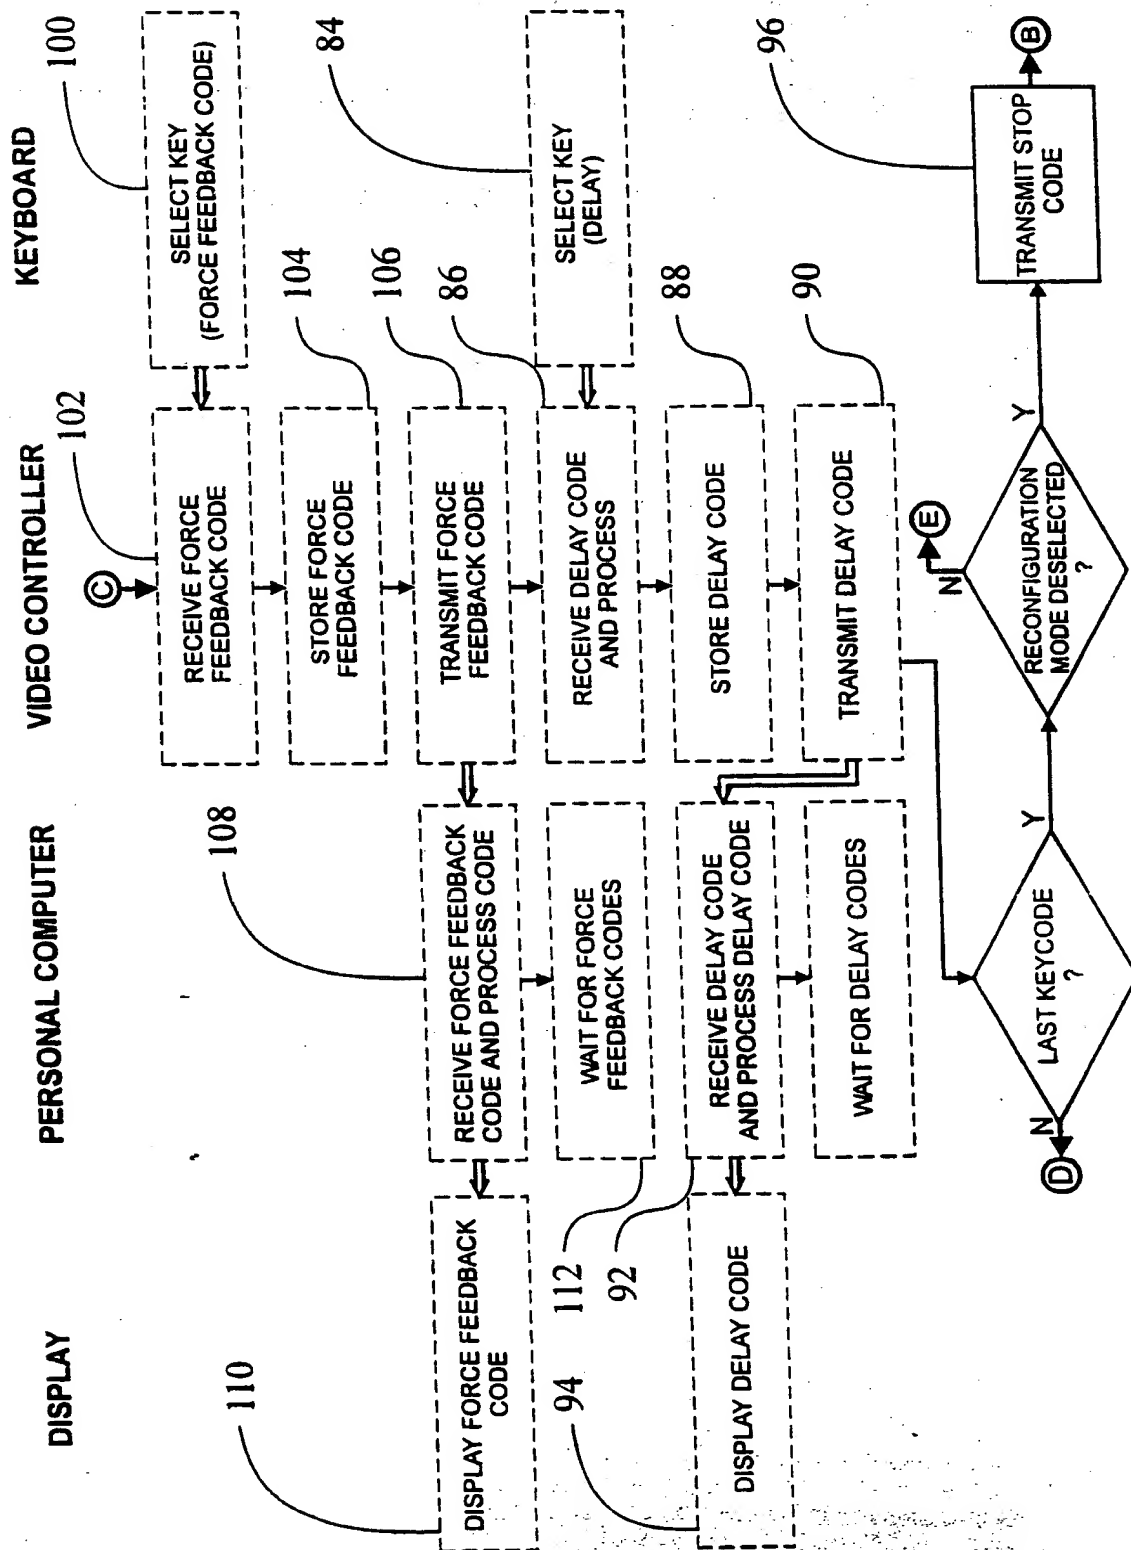 DISPLAY
PERSONAL COMPUTER
VIDEO CONTROLLER
KEYBOARD
100
SELECT KEY
(FORCE FEEDBACK CODE)
102
C
RECEIVE FORCE
FEEDBACK CODE
104
STORE FORCE
FEEDBACK CODE
106
TRANSMIT FORCE
FEEDBACK CODE
108
RECEIVE FORCE FEEDBACK
CODE AND PROCESS CODE
110
DISPLAY FORCE FEEDBACK
CODE
WAIT FOR FORCE
FEEDBACK CODES
112
84
SELECT KEY
(DELAY)
86
RECEIVE DELAY CODE
AND PROCESS
88
STORE DELAY CODE
90
TRANSMIT DELAY CODE
92
RECEIVE DELAY CODE
AND PROCESS DELAY CODE
94
DISPLAY DELAY CODE
WAIT FOR DELAY CODES
LAST KEYCODE
?
N
D
Y
RECONFIGURATION
MODE DESELECTED
?
N
E
Y
96
TRANSMIT STOP
CODE
B